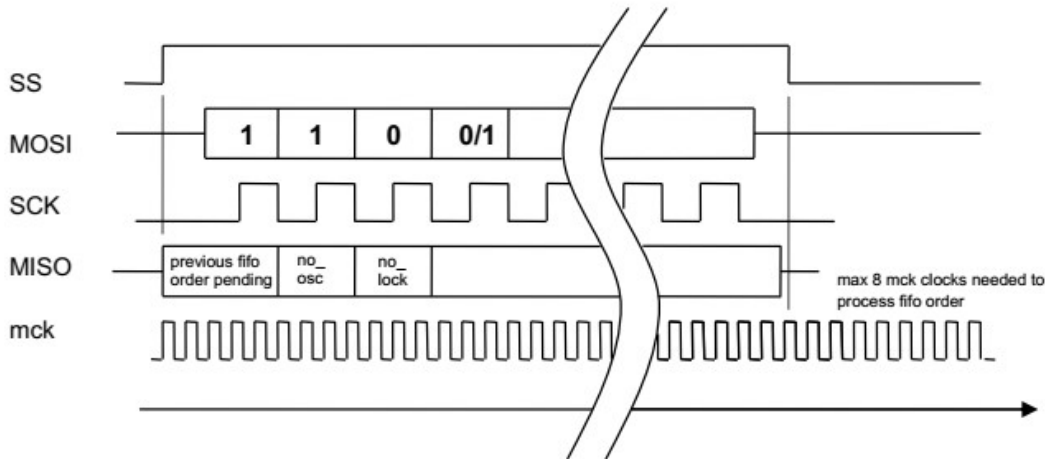 SS
MOSI
1 1 0 0/1
SCK
MISO
previous fifo
order pending
no_
osc
no_
lock
max 8 mck clocks needed to
process fifo order
mck